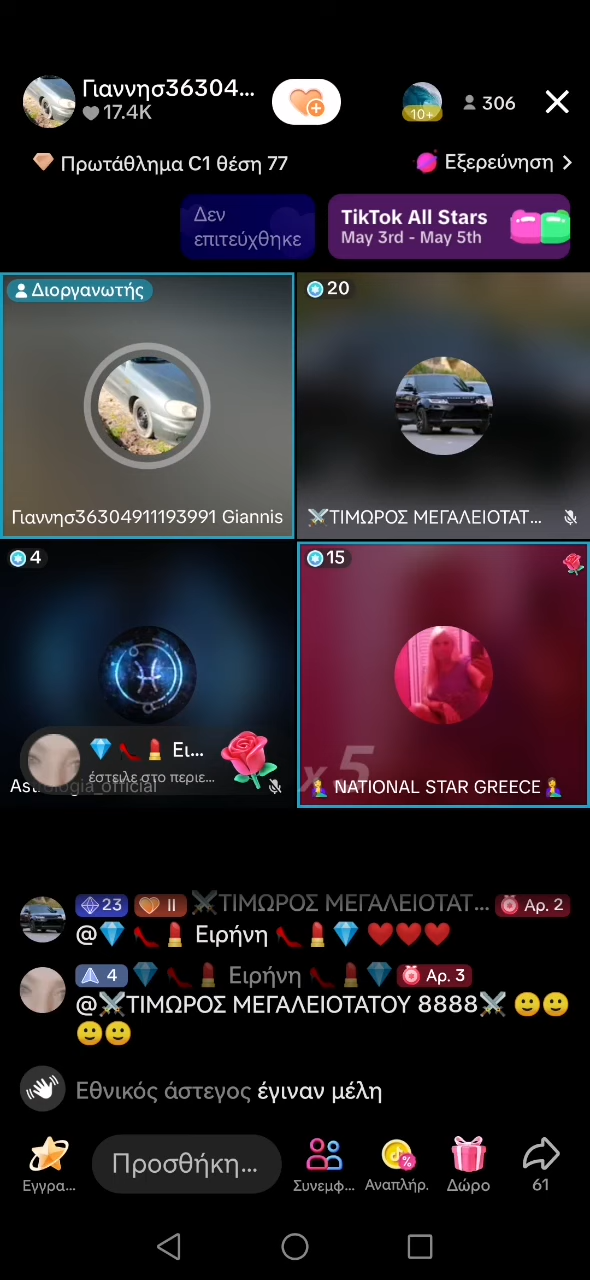 Γιαννησ36304...
17.4K
10+
306
Πρωτάθλημα C1 θέση 77
Εξερεύνηση
Δεν
επιτεύχθηκε
TikTok All Stars
May 3rd - May 5th
Διοργανωτής
20
Γιαννησ36304911193991 Giannis
⚔️ΤΙΜΩΡΟΣ ΜΕΓΑΛΕΙΟΤΑΤ...
4
15
💎👠💄 Ει...
έστειλε στο περιε...
Astrologia_official
x5
🤦‍♀️ NATIONAL STAR GREECE 🤦‍♀️
23 II ⚔️ΤΙΜΩΡΟΣ ΜΕΓΑΛΕΙΟΤΑΤ... Αρ. 2
@💎👠💄 Ειρήνη 👠💄💎 ❤️❤️❤️
4 💎👠💄 Ειρήνη 👠💄💎 Αρ. 3
@⚔️ΤΙΜΩΡΟΣ ΜΕΓΑΛΕΙΟΤΑΤΟΥ 8888⚔️ 🙂🙂
🙂🙂
Εθνικός άστεγος έγιναν μέλη
Προσθήκη...
Εγγρα...
Συνεμφ...
Αναπλήρ.
Δώρο
61